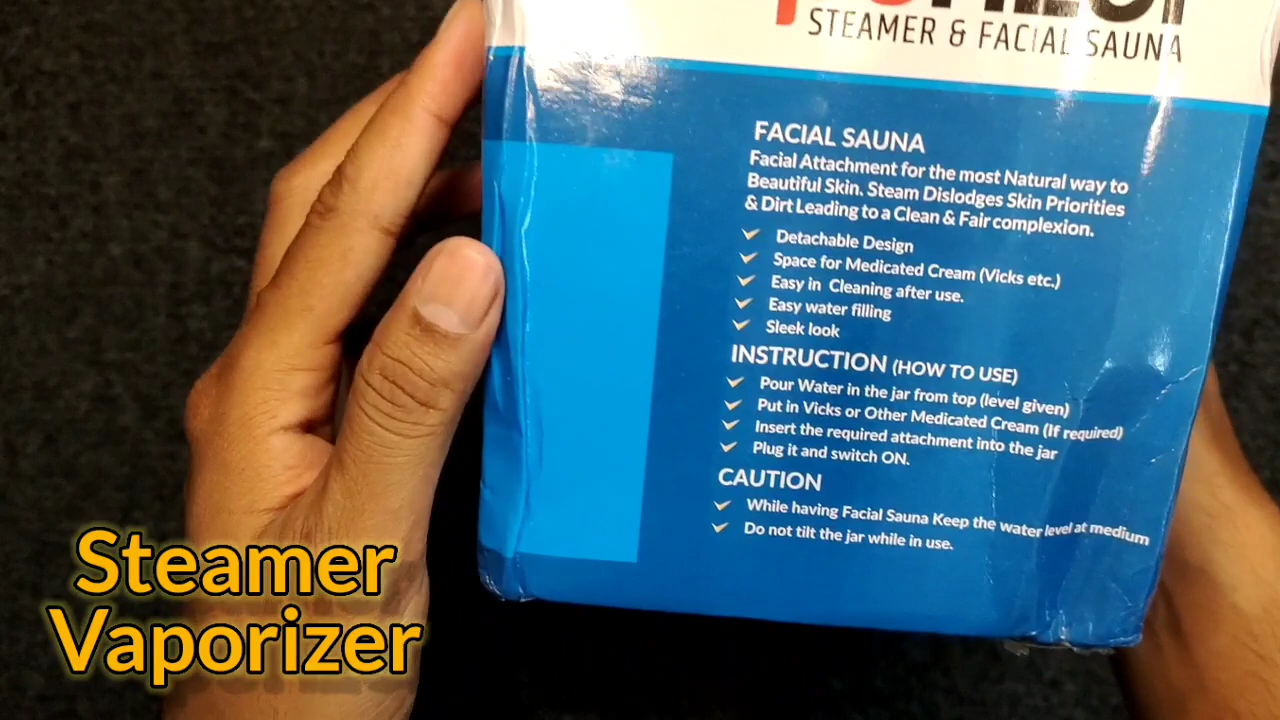 STEAMER & FACIAL SAUNA
FACIAL SAUNA
Facial Attachment for the most Natural way to
Beautiful Skin. Steam Dislodges Skin Priorities
& Dirt Leading to a Clean & Fair complexion.
Detachable Design
Space for Medicated Cream (Vicks etc.)
Easy in Cleaning after use.
Easy water filling
Sleek look
INSTRUCTION (HOW TO USE)
Pour Water in the jar from top (level given)
Put in Vicks or Other Medicated Cream (If required)
Insert the required attachment into the jar
Plug it and switch ON.
CAUTION
While having Facial Sauna Keep the water level at medium
Do not tilt the jar while in use.
Steamer
Vaporizer